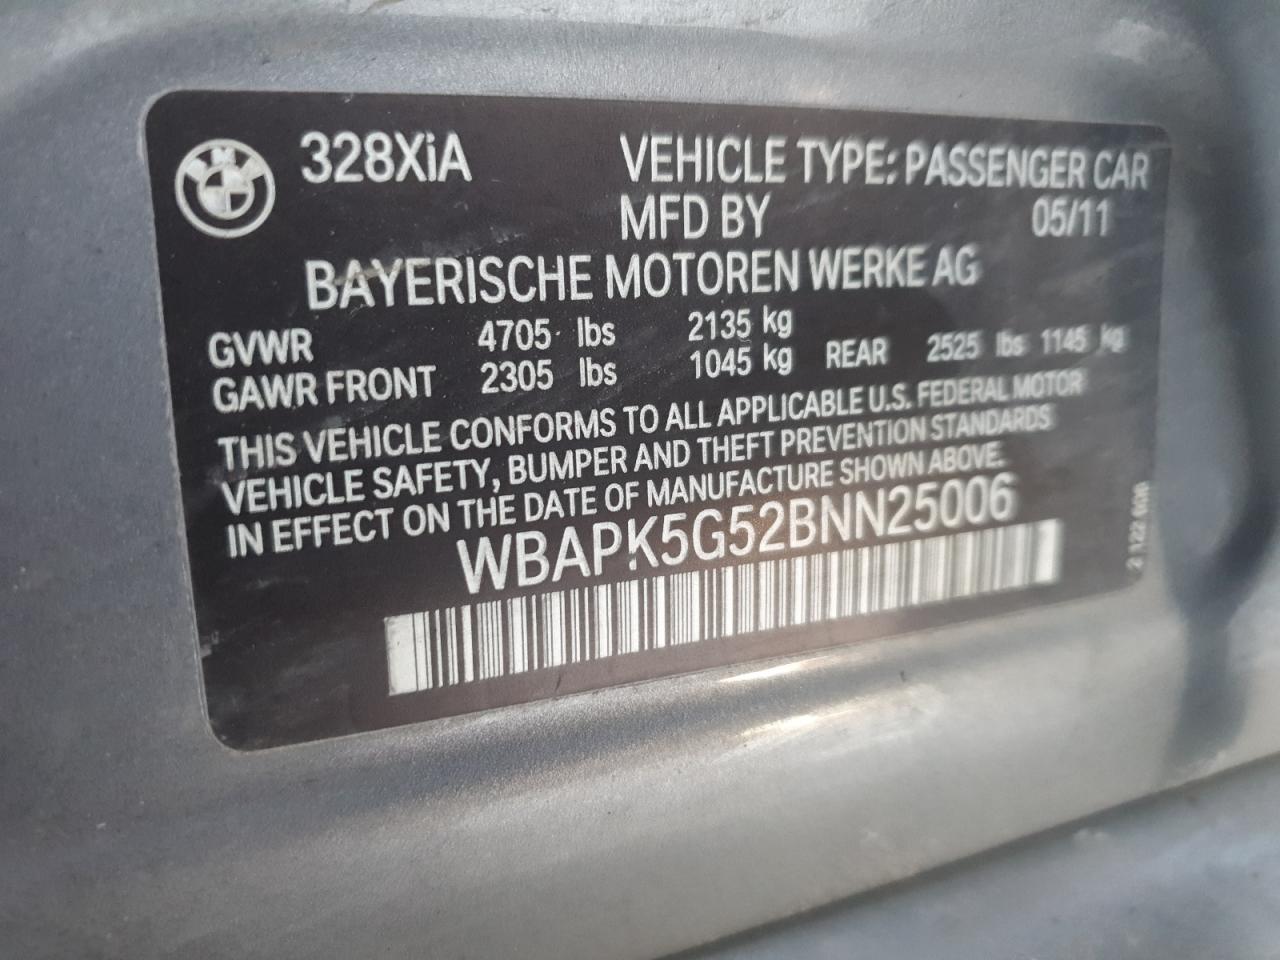 BMW 328XiA VEHICLE TYPE: PASSENGER CAR
MFD BY 05/11
BAYERISCHE MOTOREN WERKE AG
GVWR 4705 lbs 2135 kg
GAWR FRONT 2305 lbs 1045 kg REAR 2525 lbs 1145 kg
THIS VEHICLE CONFORMS TO ALL APPLICABLE U.S. FEDERAL MOTOR
VEHICLE SAFETY, BUMPER AND THEFT PREVENTION STANDARDS
IN EFFECT ON THE DATE OF MANUFACTURE SHOWN ABOVE.
WBAPK5G52BNN25006